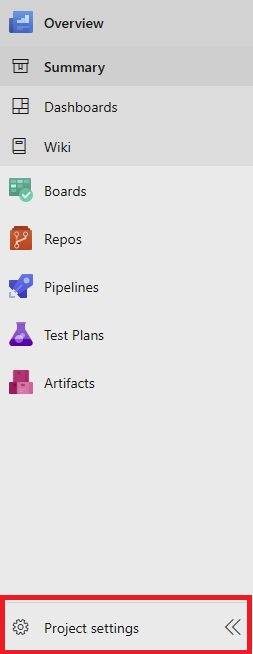 Overview
Summary
Dashboards
Wiki
Boards
Repos
Pipelines
Test Plans
Artifacts
Project settings